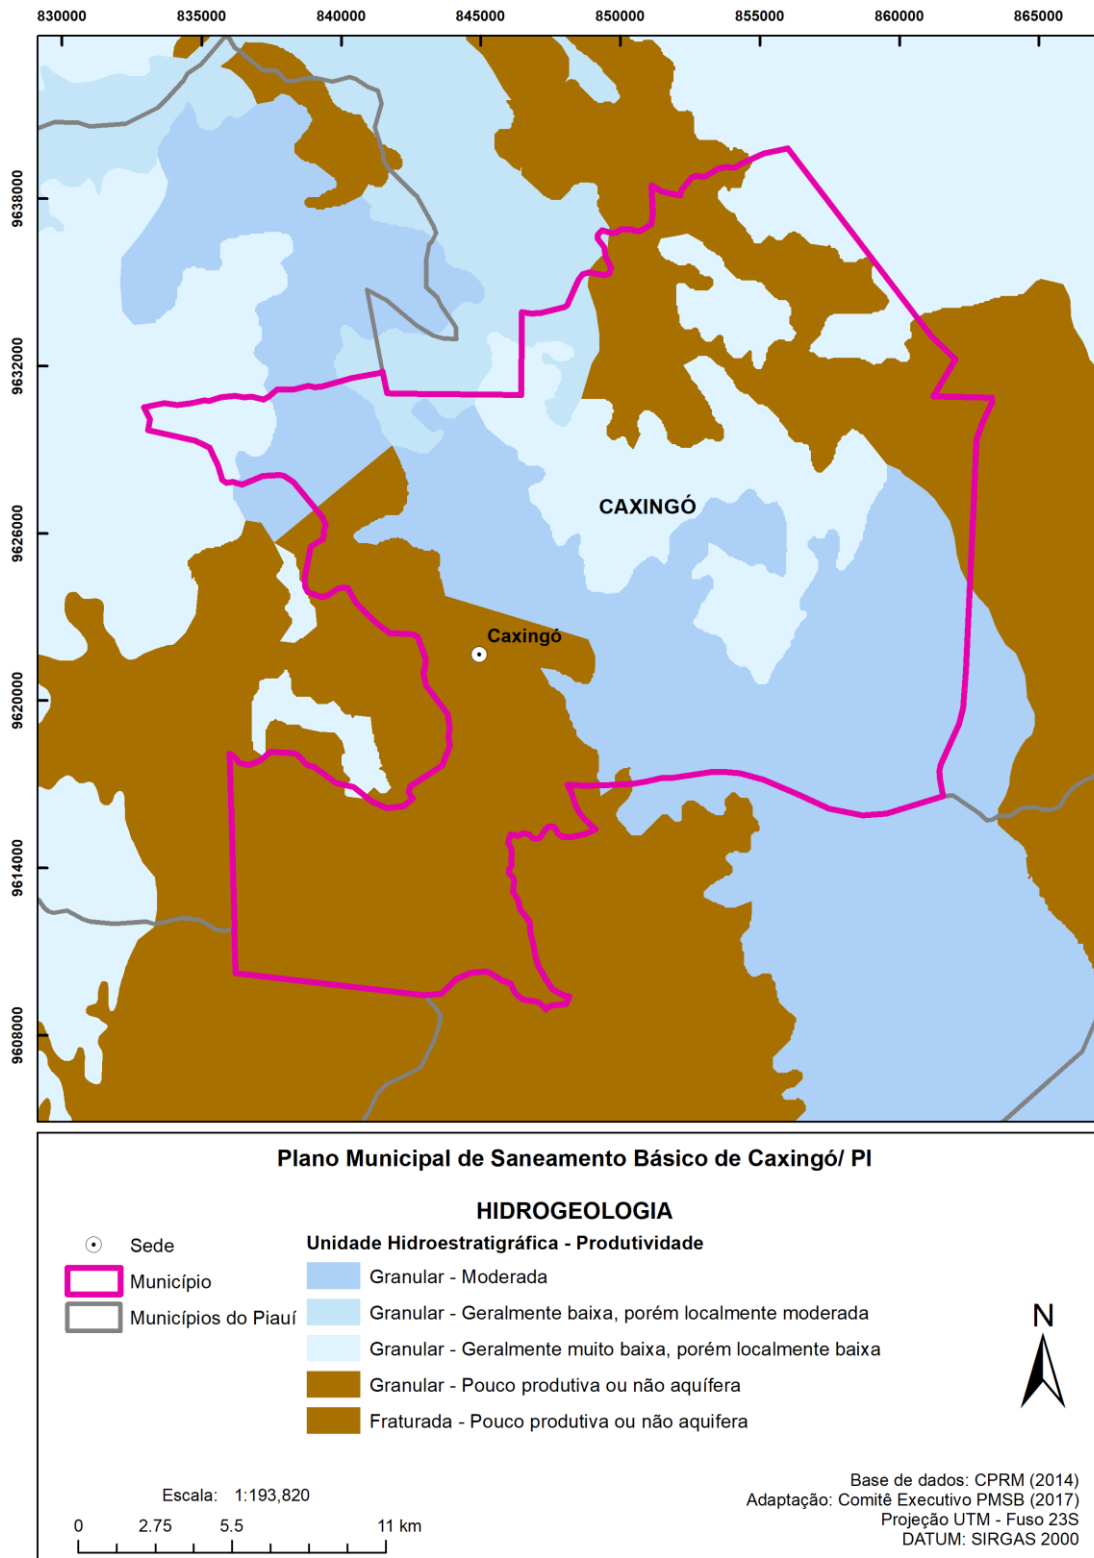 830000 835000 840000 845000 850000 855000 860000 865000
9638000
9632000
9626000
9620000
9614000
9608000
CAXINGÓ
Caxingó
Plano Municipal de Saneamento Básico de Caxingó/ PI
HIDROGEOLOGIA
Sede
Município
Municípios do Piauí
Unidade Hidroestratigráfica - Produtividade
Granular - Moderada
Granular - Geralmente baixa, porém localmente moderada
Granular - Geralmente muito baixa, porém localmente baixa
Granular - Pouco produtiva ou não aquífera
Fraturada - Pouco produtiva ou não aquifera
N
Escala: 1:193,820
0 2.75 5.5 11 km
Base de dados: CPRM (2014)
Adaptação: Comitê Executivo PMSB (2017)
Projeção UTM - Fuso 23S
DATUM: SIRGAS 2000